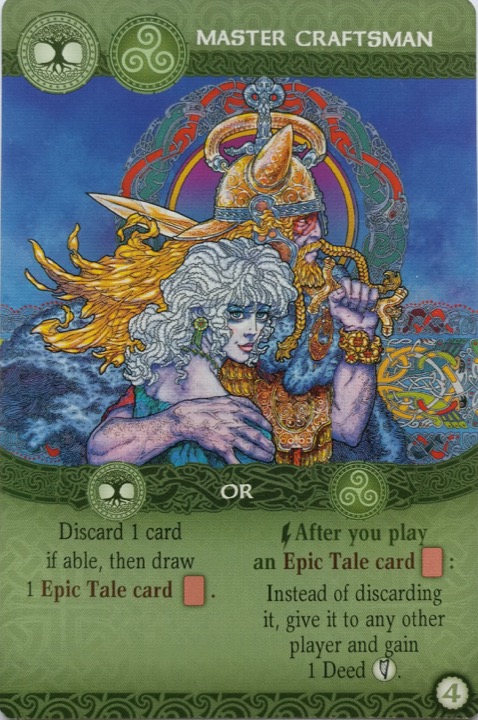 MASTER CRAFTSMAN
OR
Discard 1 card
if able, then draw
1 Epic Tale card .
After you play
an Epic Tale card :
Instead of discarding
it, give it to any other
player and gain
1 Deed .
4